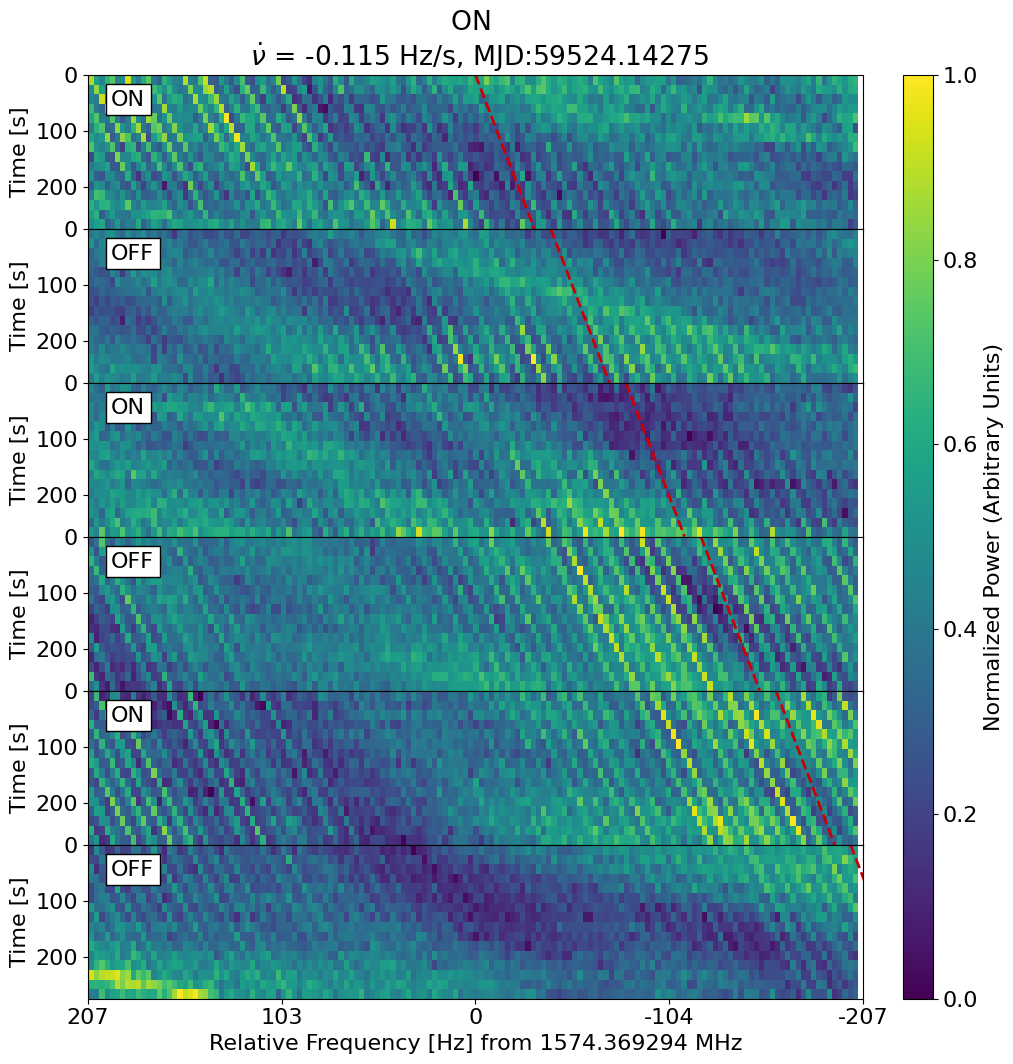 ON
ν̇ = -0.115 Hz/s, MJD:59524.14275
0
ON
100
Time [s]
200
0
OFF
100
Time [s]
200
0
ON
100
Time [s]
200
0
OFF
100
Time [s]
200
0
ON
100
Time [s]
200
0
OFF
100
Time [s]
200
207 103 0 -104 -207
Relative Frequency [Hz] from 1574.369294 MHz
1.0
0.8
0.6
0.4
0.2
0.0
Normalized Power (Arbitrary Units)